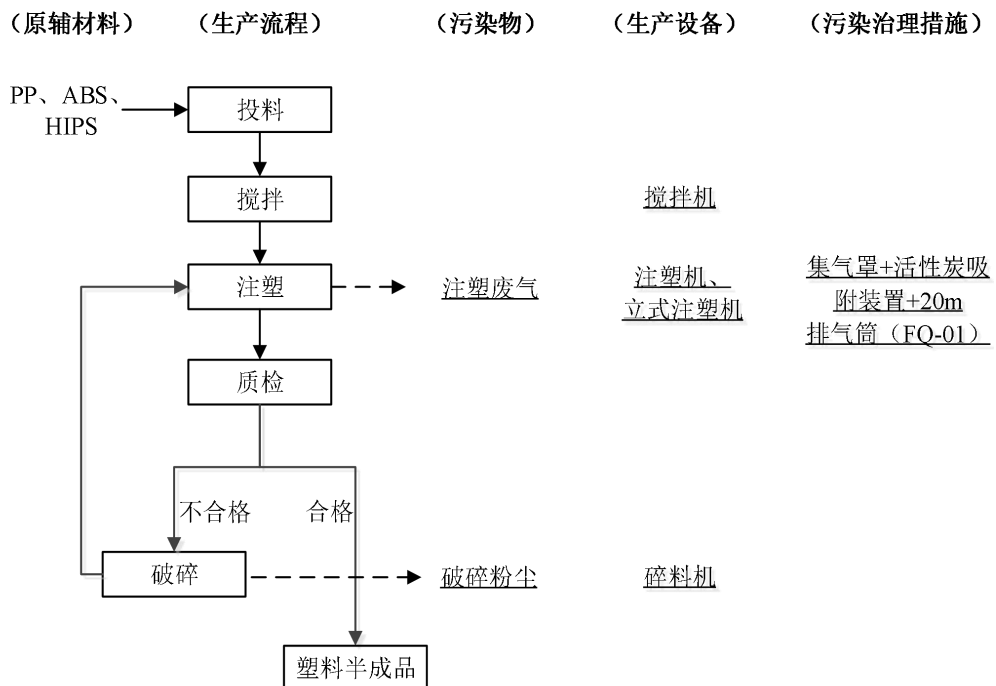 （原辅材料） （生产流程） （污染物） （生产设备） （污染治理措施）
PP、ABS、
HIPS
投料
搅拌
搅拌机
注塑
注塑废气
注塑机、
立式注塑机
集气罩+活性炭吸
附装置+20m
排气筒（FQ-01）
质检
不合格
合格
破碎
破碎粉尘
碎料机
塑料半成品